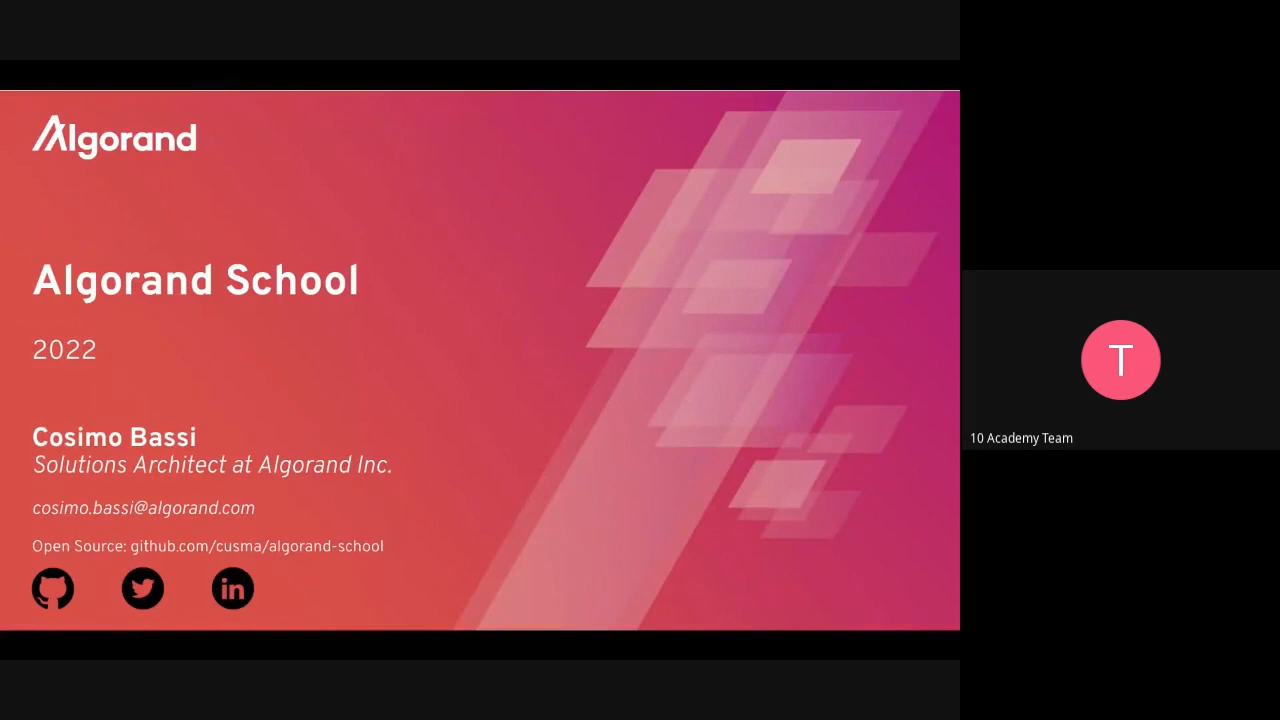 Algorand
Algorand School
2022
Cosimo Bassi
Solutions Architect at Algorand Inc.
cosimo.bassi@algorand.com
Open Source: github.com/cusma/algorand-school
in
T
10 Academy Team